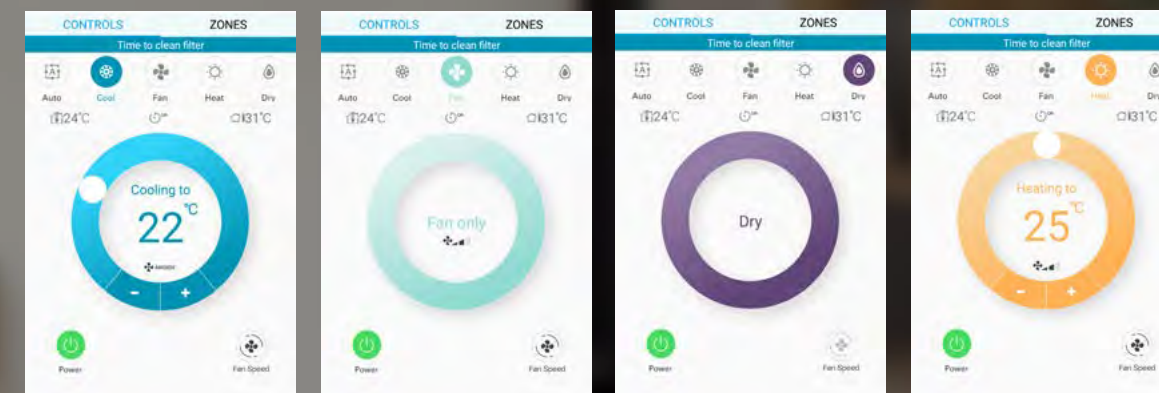 CONTROLS ZONES
Time to clean filter
Auto Cool Fan Heat Dry
24°C 31°C
Cooling to
22°C
Power Fan Speed
CONTROLS ZONES
Time to clean filter
Auto Cool Fan Heat Dry
24°C 31°C
Fan only
Power Fan Speed
CONTROLS ZONES
Time to clean filter
Auto Cool Fan Heat Dry
24°C 31°C
Dry
Power Fan Speed
CONTROLS ZONES
Time to clean filter
Auto Cool Fan Heat Dry
24°C 31°C
Heating to
25°C
Power Fan Speed